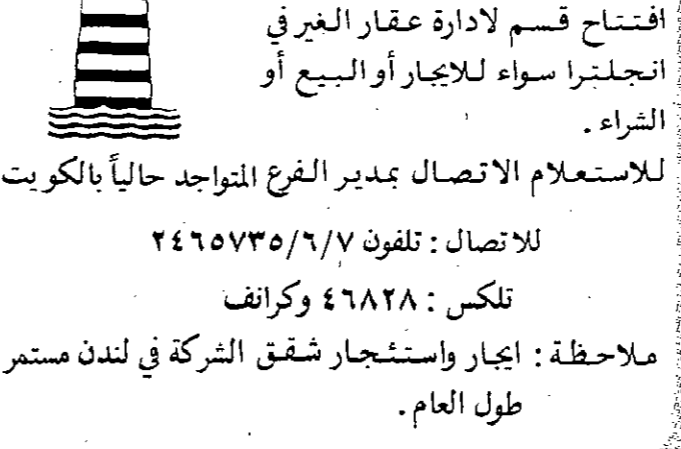 افتتاح قسم لادارة عقار الغير في
انجلترا سواء للايجار أو البيع أو
الشراء .
للاستعلام الاتصال بمدير الفرع المتواجد حالياً بالكويت
للاتصال : تلفون ٢٤٦٥٧٣٥/٦/٧
تلكس : ٤٦٨٢٨ وكرانف
ملاحظة : ايجار واستئجار شقق الشركة في لندن مستمر
طول العام .